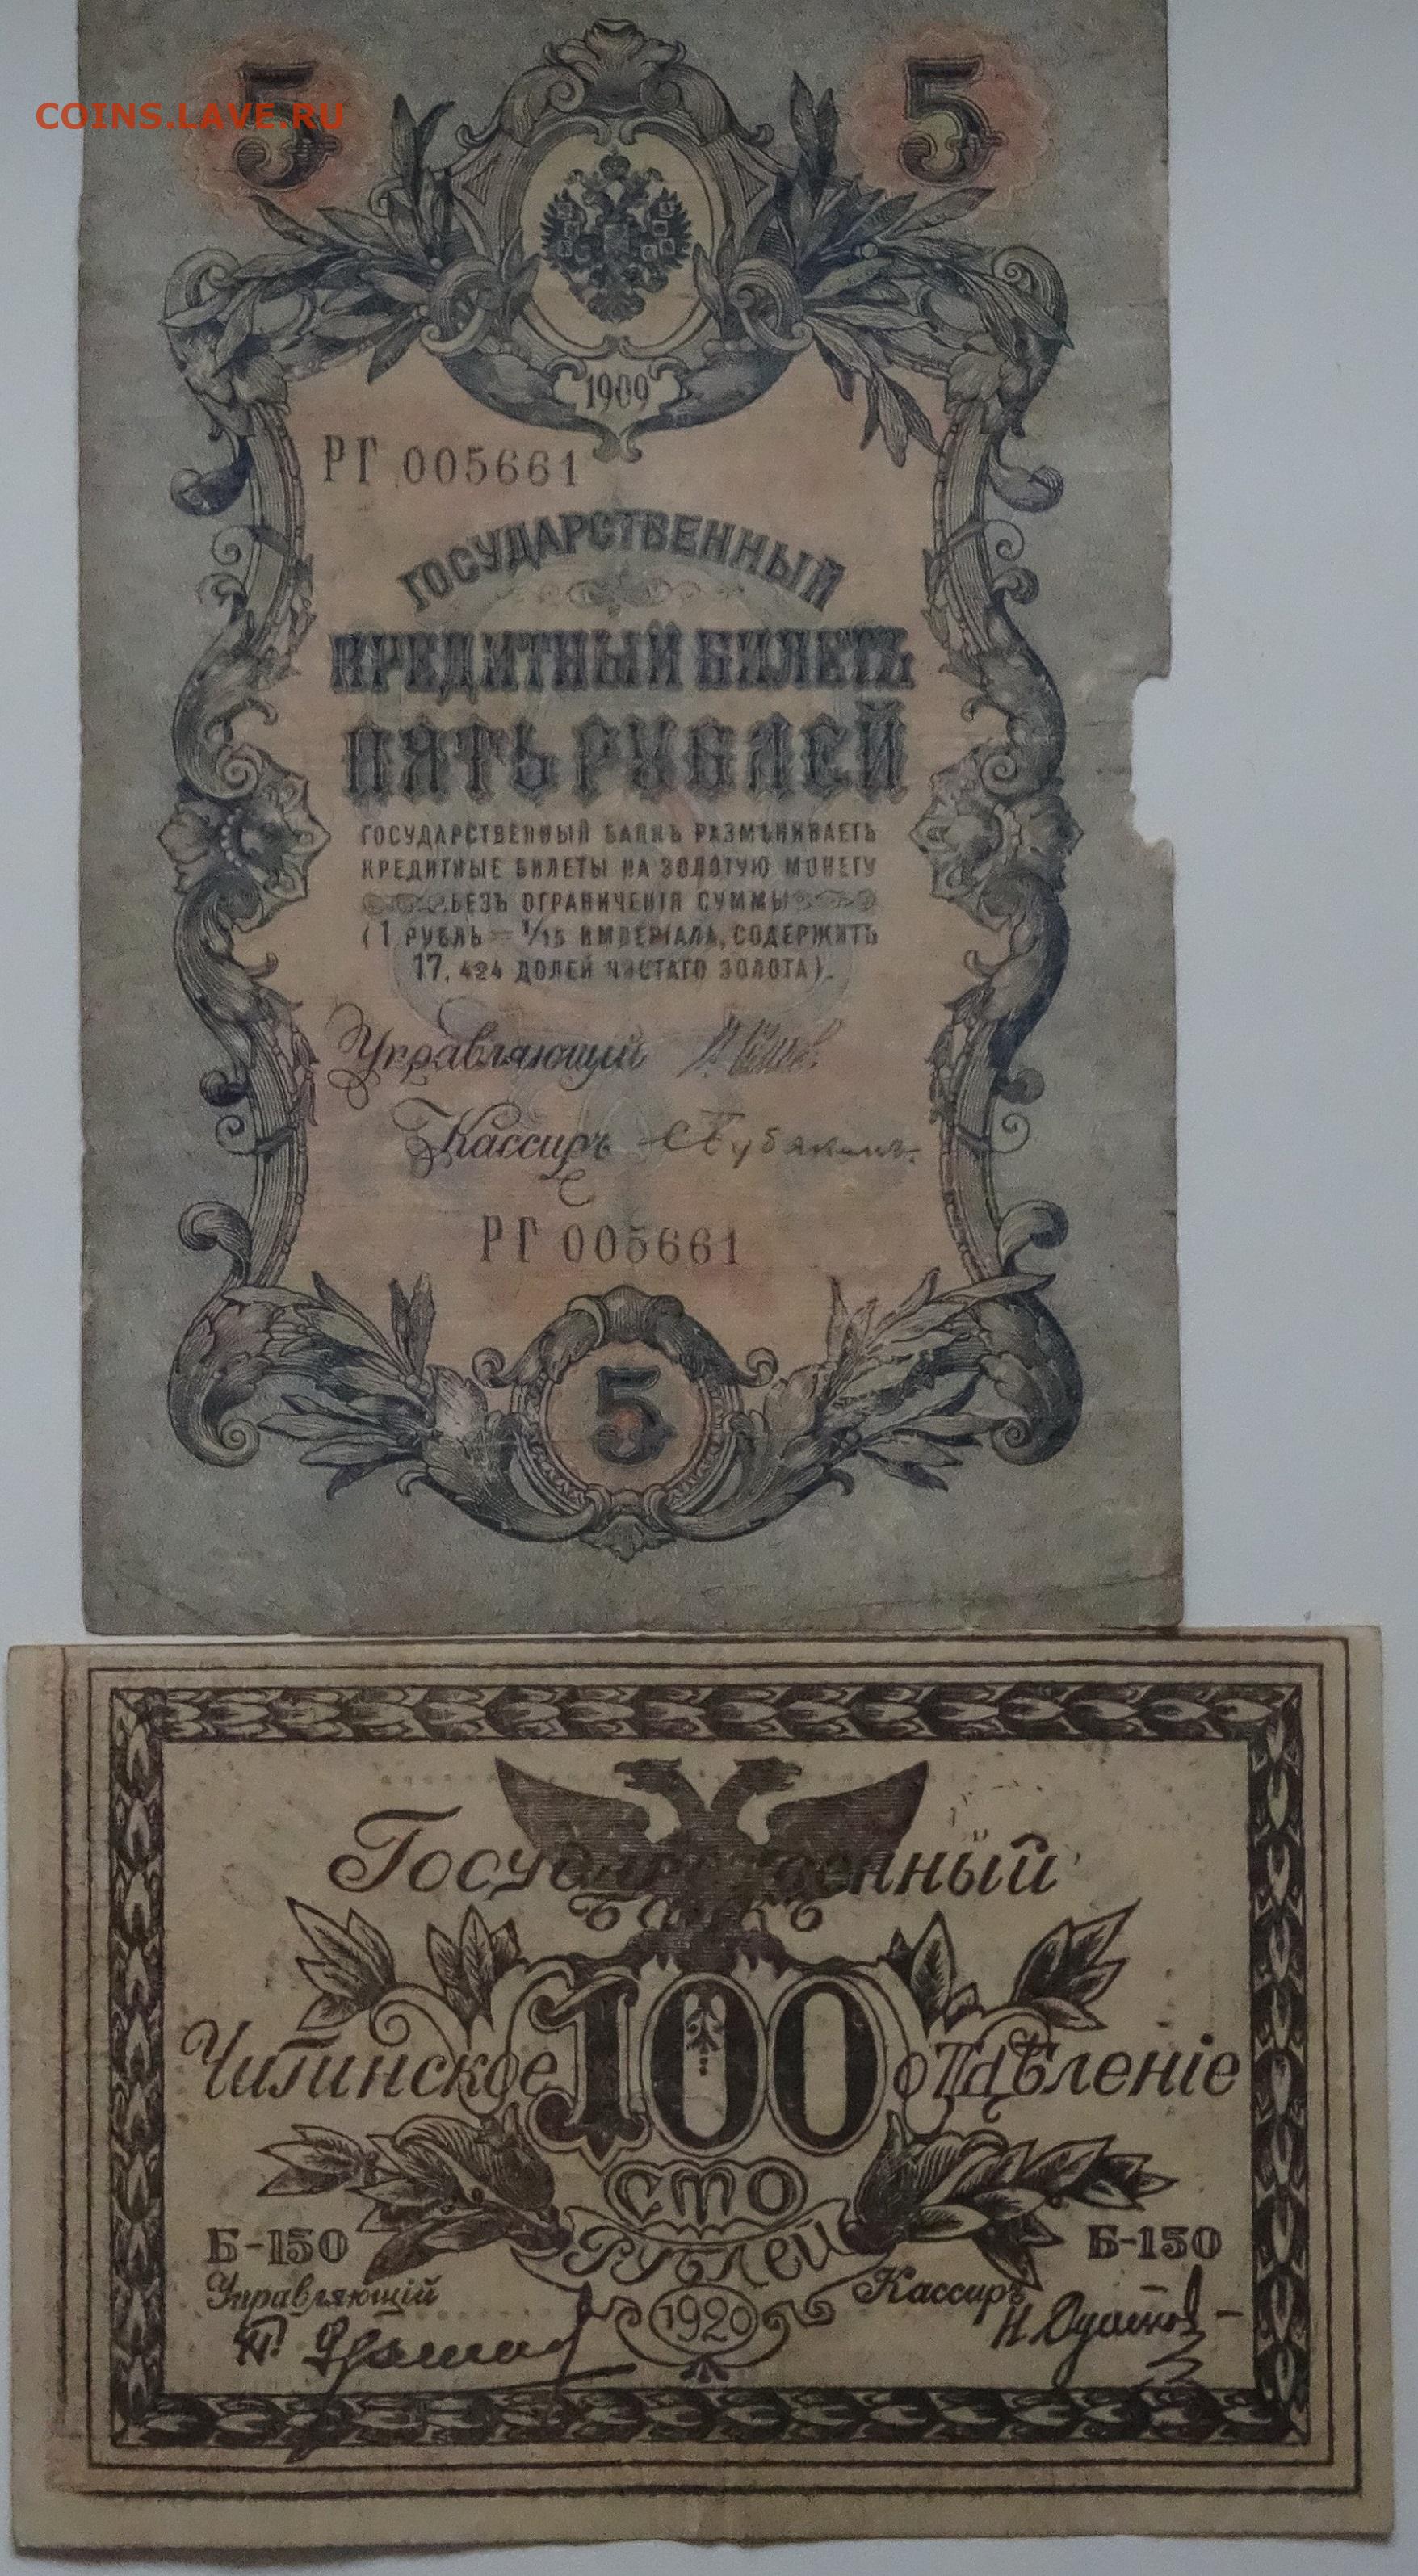 5 5
COINS.LAVE.RU
1909
РГ 005661
ГОСУДАРСТВЕННЫЙ
КРЕДИТНЫЙ БИЛЕТЪ
ПЯТЬ РУБЛЕЙ
ГОСУДАРСТВЕННЫЙ БАНКЪ РАЗМѢНИВАЕТЪ
КРЕДИТНЫЕ БИЛЕТЫ НА ЗОЛОТУЮ МОНЕТУ
БЕЗЪ ОГРАНИЧЕНІЯ СУММЫ
(1 РУБЛЬ = 1/15 ИМПЕРІАЛА, СОДЕРЖИТЪ
17,424 ДОЛЕЙ ЧИСТАГО ЗОЛОТА).
Управляющій
Кассиръ
РГ 005661
5
Государственный
банкъ
Читинское 100 отдѣленіе
СТО
Б-150 Рублей Б-150
Управляющій Кассиръ
1920